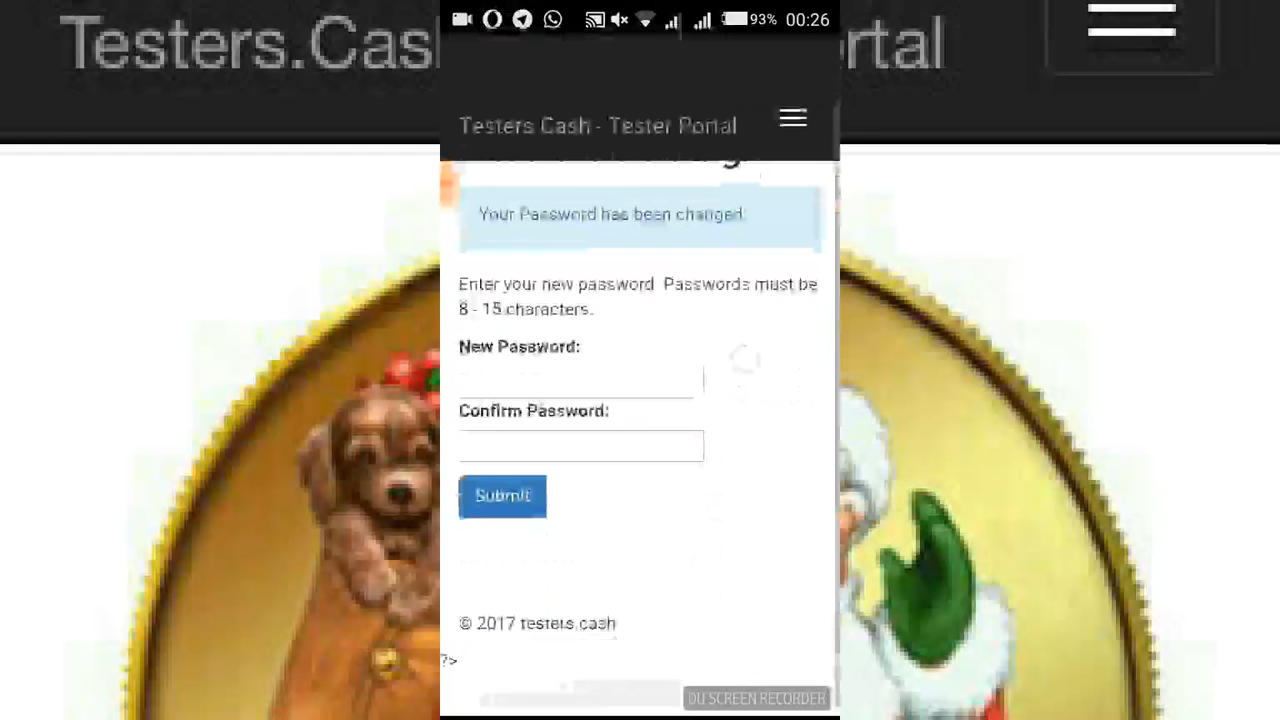 Testers.Cas
rtal
93% 00:26
Testers Cash - Tester Portal
Your Password has been changed.
Enter your new password. Passwords must be
8 - 15 characters.
New Password:
Confirm Password:
Submit
© 2017 testers.cash
?>
DU SCREEN RECORDER